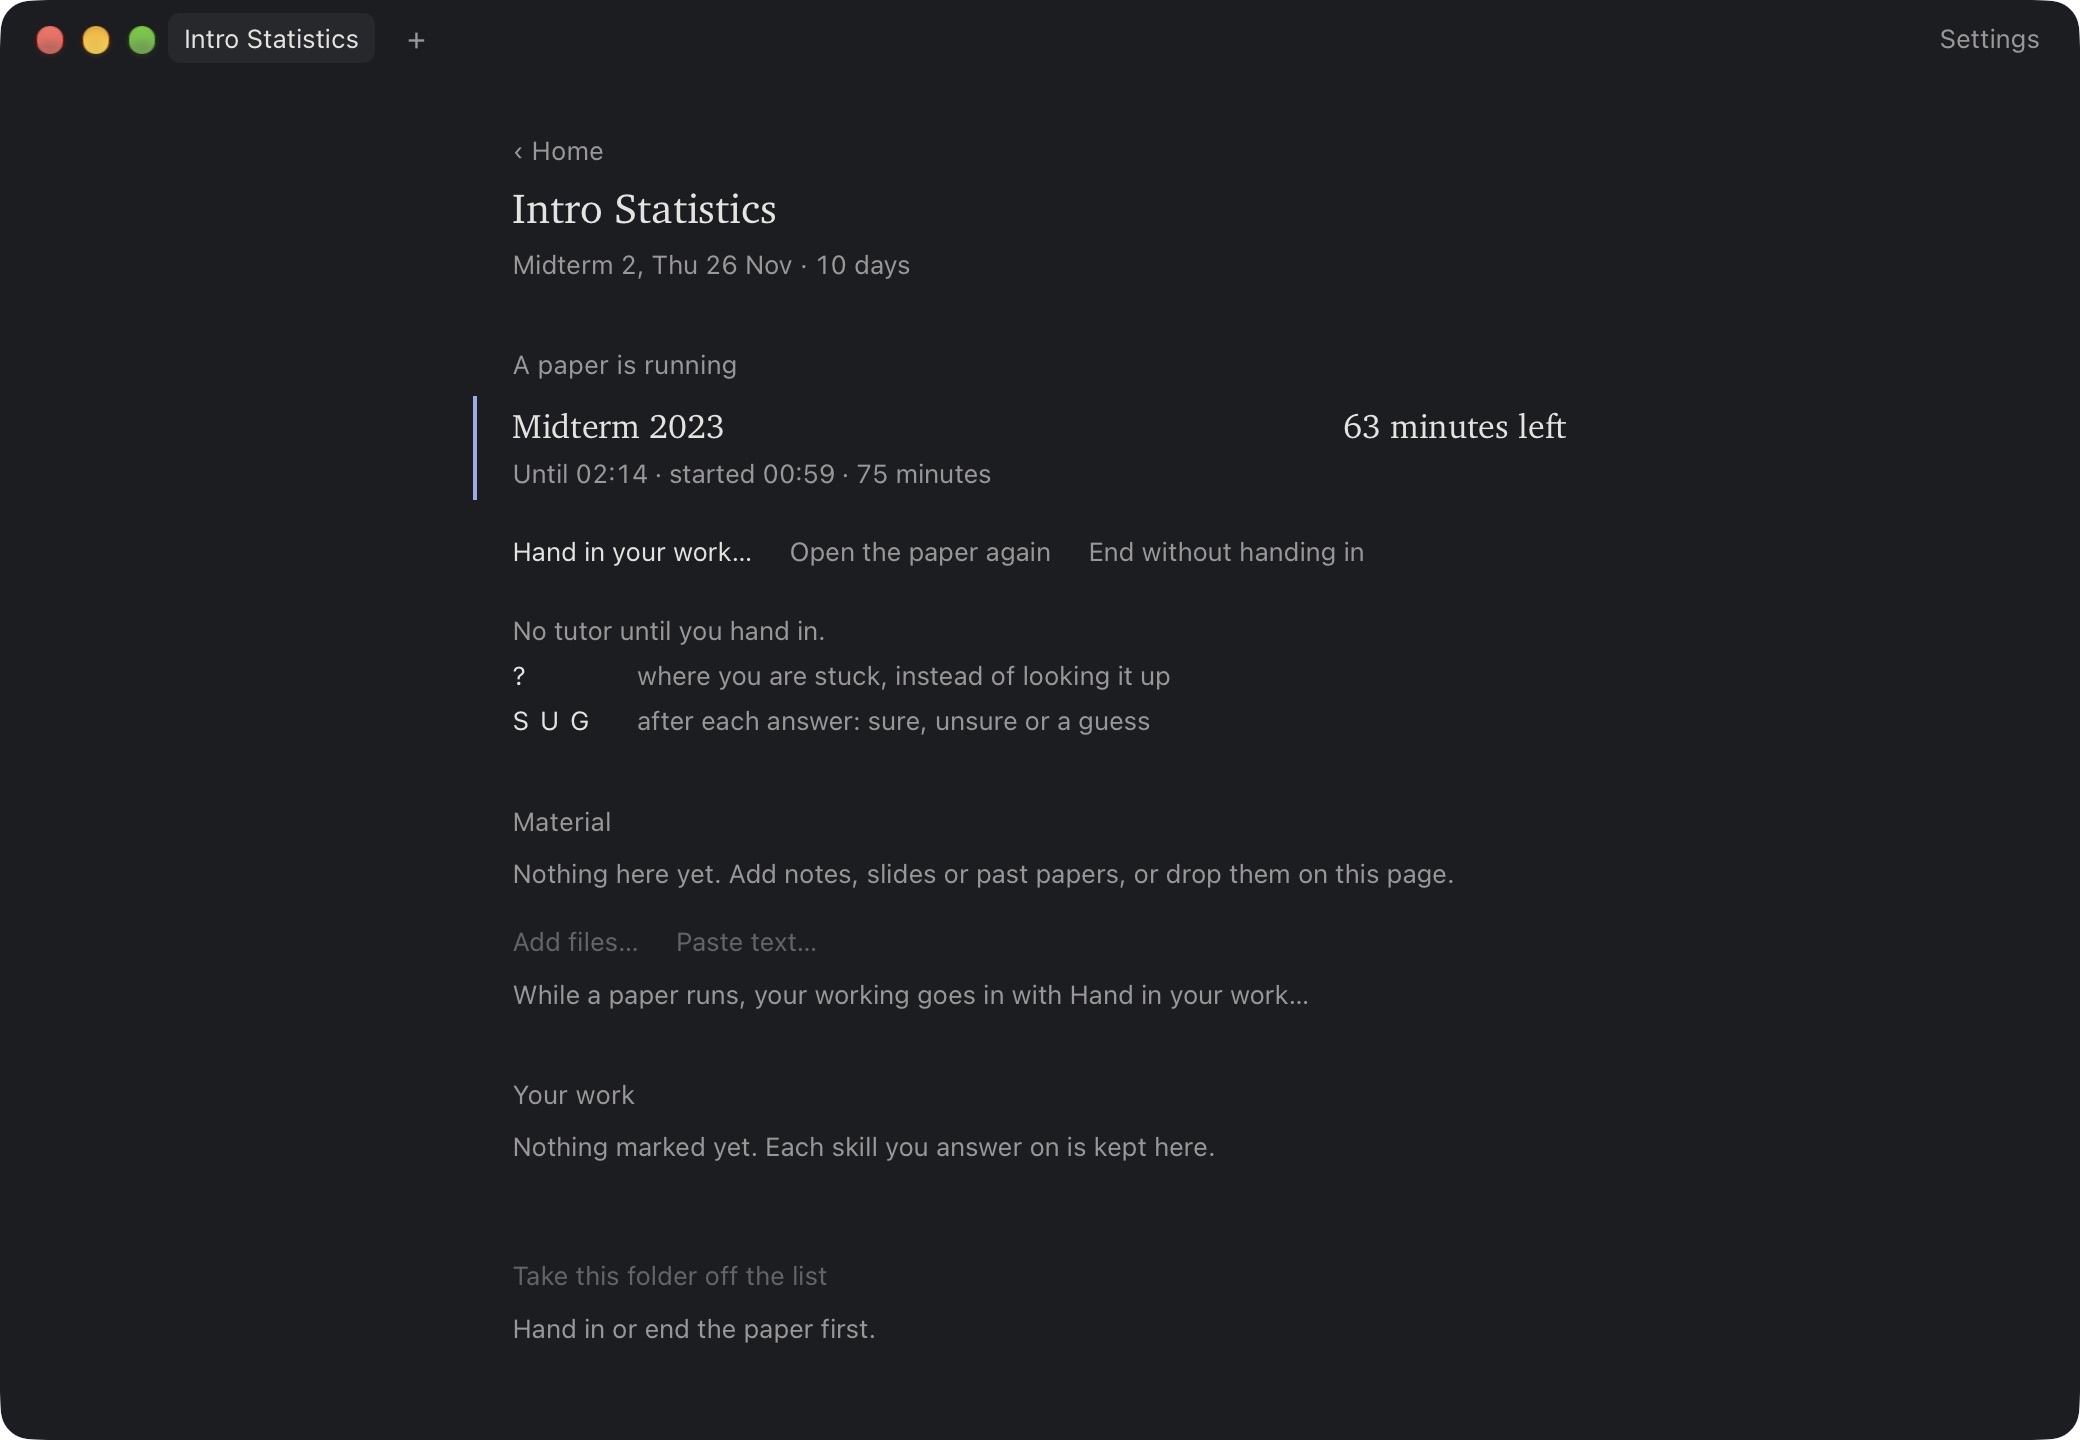 Intro Statistics +
Settings
‹ Home
Intro Statistics
Midterm 2, Thu 26 Nov · 10 days
A paper is running
Midterm 2023
63 minutes left
Until 02:14 · started 00:59 · 75 minutes
Hand in your work... Open the paper again End without handing in
No tutor until you hand in.
? where you are stuck, instead of looking it up
S U G after each answer: sure, unsure or a guess
Material
Nothing here yet. Add notes, slides or past papers, or drop them on this page.
Add files... Paste text...
While a paper runs, your working goes in with Hand in your work...
Your work
Nothing marked yet. Each skill you answer on is kept here.
Take this folder off the list
Hand in or end the paper first.